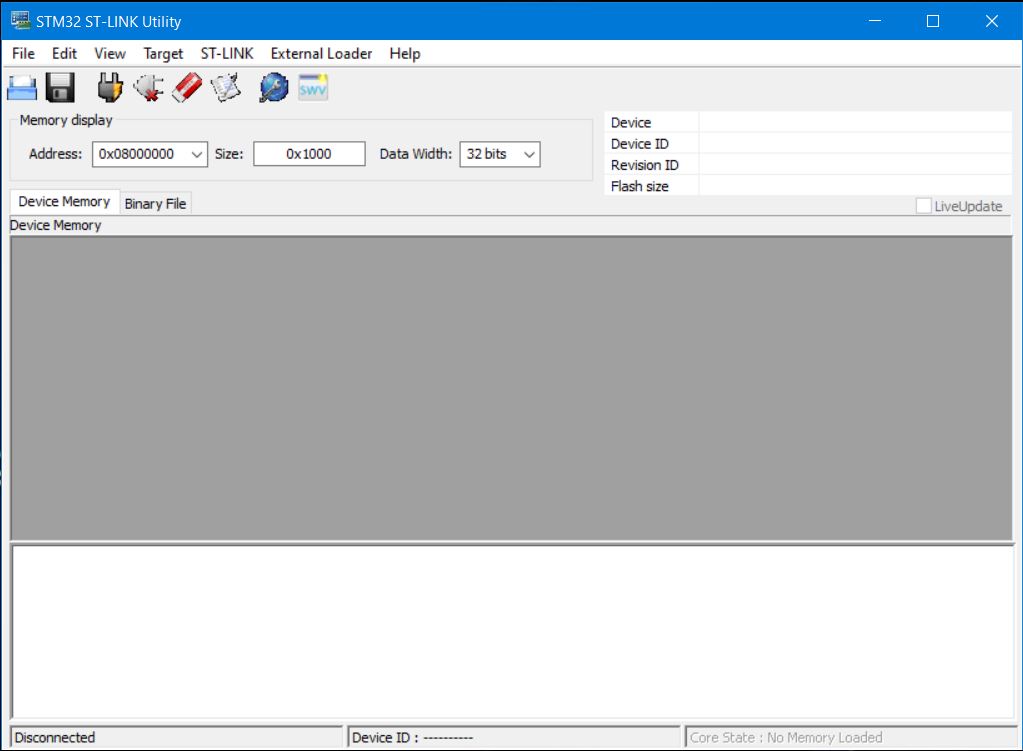 STM32 ST-LINK Utility
File Edit View Target ST-LINK External Loader Help
SWV
Memory display
Address: 0x08000000 Size: 0x1000 Data Width: 32 bits
Device
Device ID
Revision ID
Flash size
LiveUpdate
Device Memory Binary File
Device Memory
Disconnected Device ID : ---------- Core State : No Memory Loaded